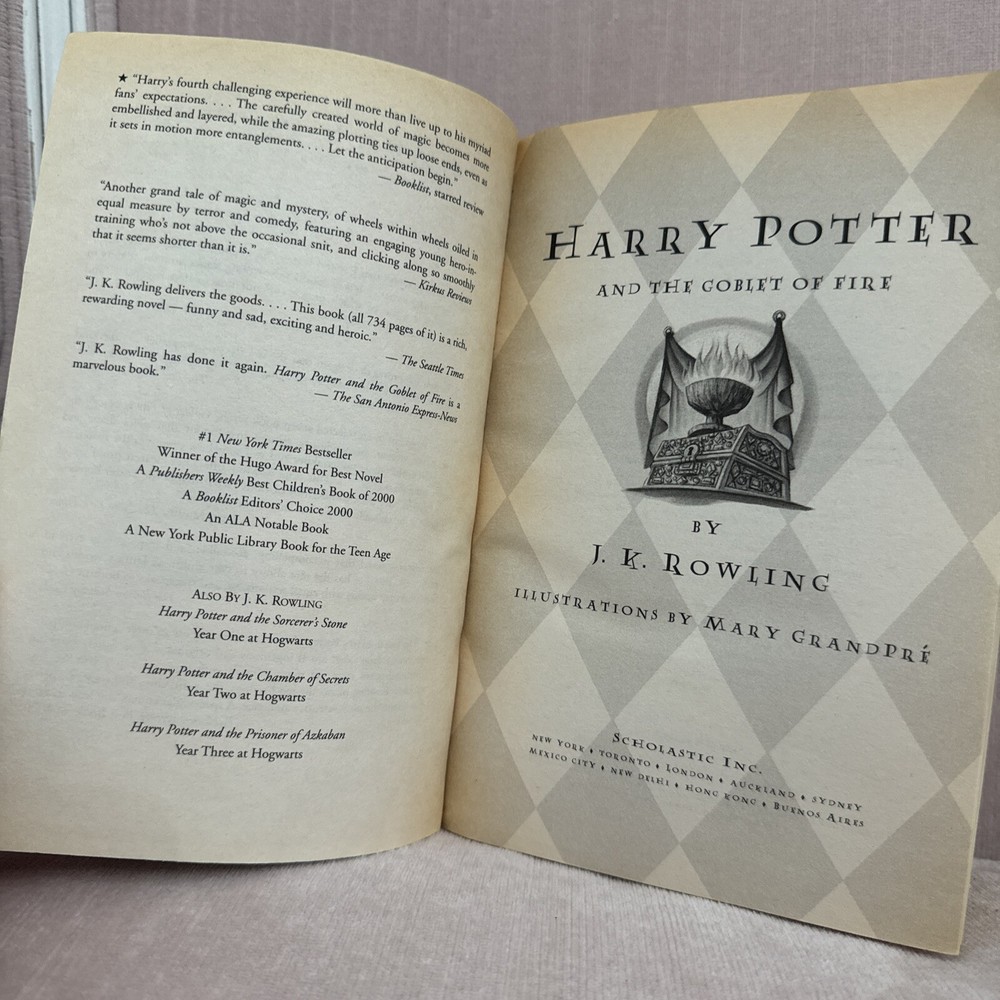 ★ “Harry’s fourth challenging experience will more than live up to his myriad
fans’ expectations. . . . The carefully created world of magic becomes more
embellished and layered, while the amazing plotting ties up loose ends, even as
it sets in motion more entanglements. . . . Let the anticipation begin.”
— Booklist, starred review
“Another grand tale of magic and mystery, of wheels within wheels oiled in
equal measure by terror and comedy, featuring an engaging young hero-in-
training who’s not above the occasional snit, and clicking along so smoothly
that it seems shorter than it is.”
— Kirkus Reviews
“J. K. Rowling delivers the goods. . . . This book (all 734 pages of it) is a rich,
rewarding novel — funny and sad, exciting and heroic.”
— The Seattle Times
“J. K. Rowling has done it again. Harry Potter and the Goblet of Fire is a
marvelous book.”
— The San Antonio Express-News
#1 New York Times Bestseller
Winner of the Hugo Award for Best Novel
A Publishers Weekly Best Children’s Book of 2000
A Booklist Editors’ Choice 2000
An ALA Notable Book
A New York Public Library Book for the Teen Age
ALSO BY J. K. ROWLING
Harry Potter and the Sorcerer’s Stone
Year One at Hogwarts
Harry Potter and the Chamber of Secrets
Year Two at Hogwarts
Harry Potter and the Prisoner of Azkaban
Year Three at Hogwarts
HARRY POTTER
AND THE GOBLET OF FIRE
BY
J. K. ROWLING
ILLUSTRATIONS BY MARY GRANDPRÉ
SCHOLASTIC INC.
NEW YORK ♦ TORONTO ♦ LONDON ♦ AUCKLAND ♦ SYDNEY
MEXICO CITY ♦ NEW DELHI ♦ HONG KONG ♦ BUENOS AIRES